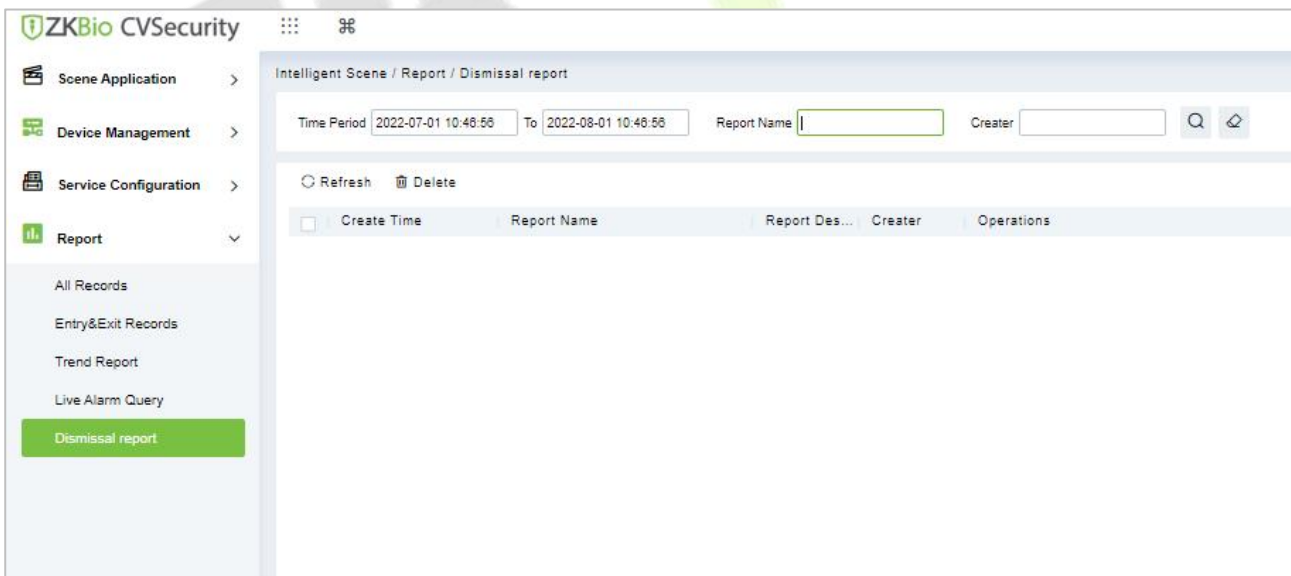 ZKBio CVSecurity
Scene Application
Device Management
Service Configuration
Report
All Records
Entry&Exit Records
Trend Report
Live Alarm Query
Dismissal report
Intelligent Scene / Report / Dismissal report
Time Period 2022-07-01 10:46:56 To 2022-08-01 10:46:56 Report Name Creater
Refresh Delete
Create Time Report Name Report Des... Creater Operations